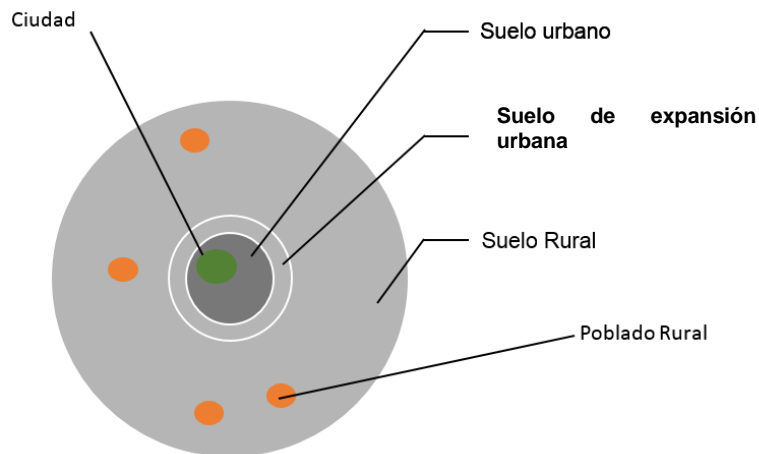 Ciudad
Suelo urbano
Suelo de expansión
urbana
Suelo Rural
Poblado Rural